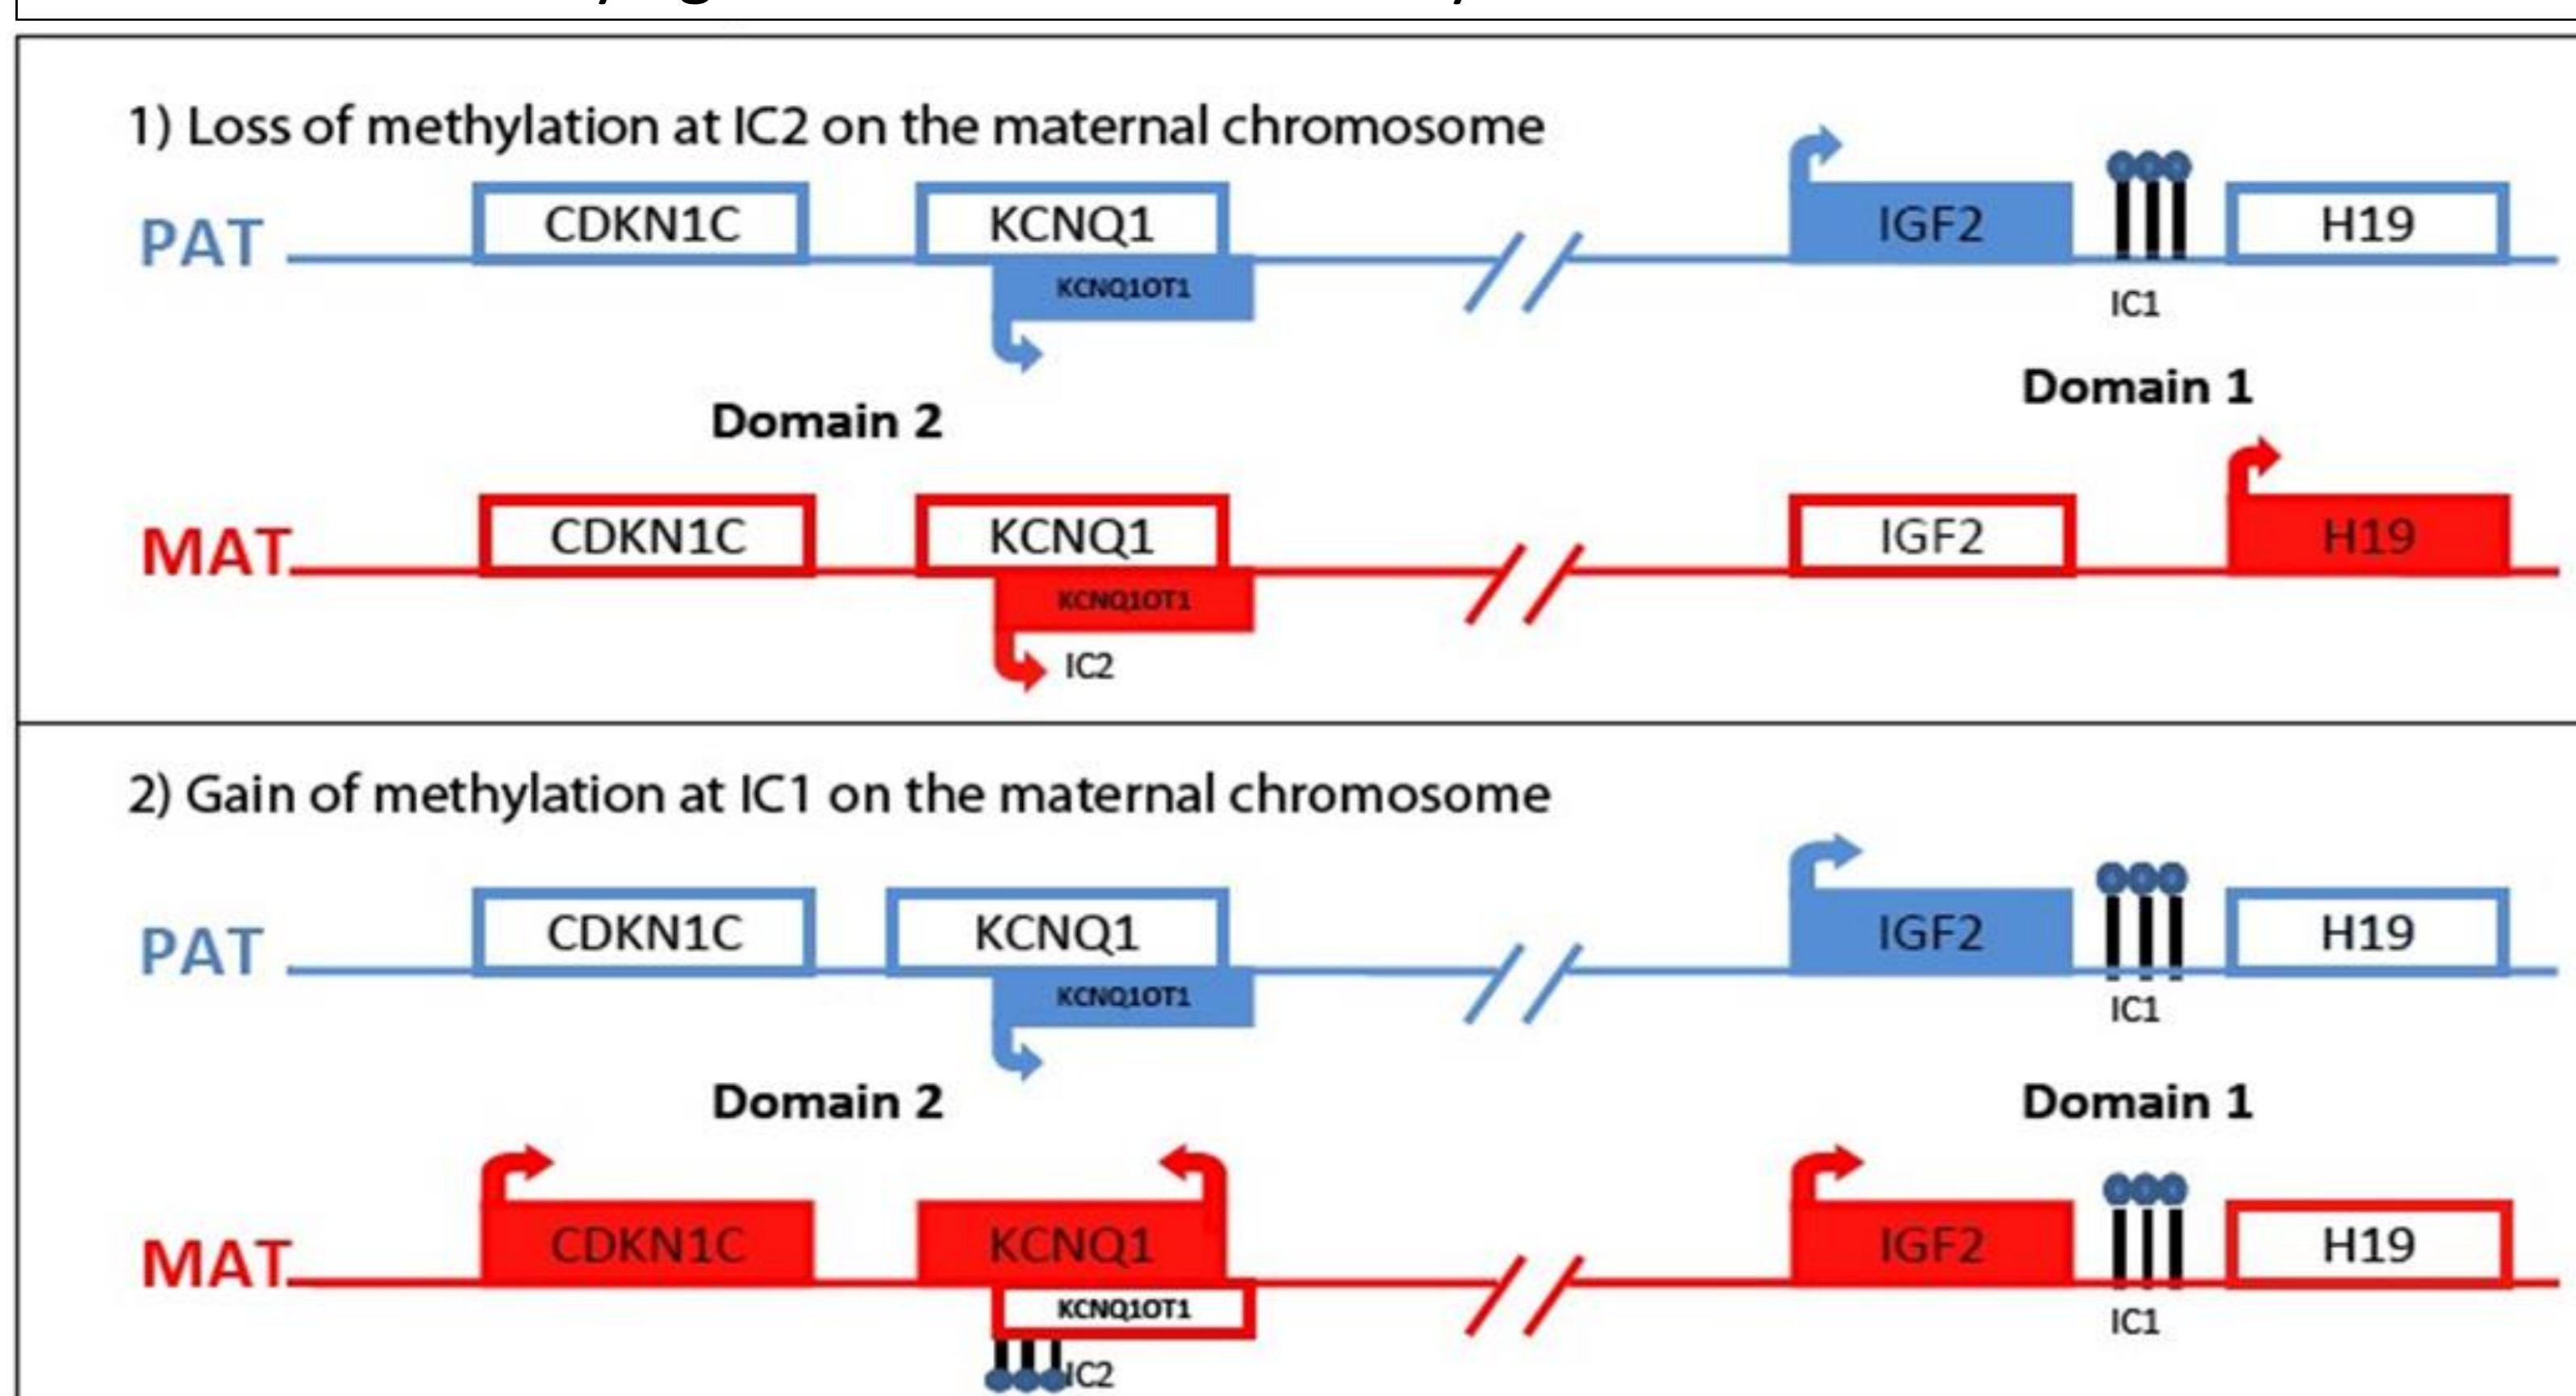 1) Loss of methylation at IC2 on the maternal chromosome
PAT CDKN1C KCNQ1 IGF2 H19
KCNQ1OT1 IC1
Domain 2 Domain 1
MAT CDKN1C KCNQ1 IGF2 H19
KCNQ1OT1
IC2
2) Gain of methylation at IC1 on the maternal chromosome
PAT CDKN1C KCNQ1 IGF2 H19
KCNQ1OT1 IC1
Domain 2 Domain 1
MAT CDKN1C KCNQ1 IGF2 H19
KCNQ1OT1 IC1
IC2